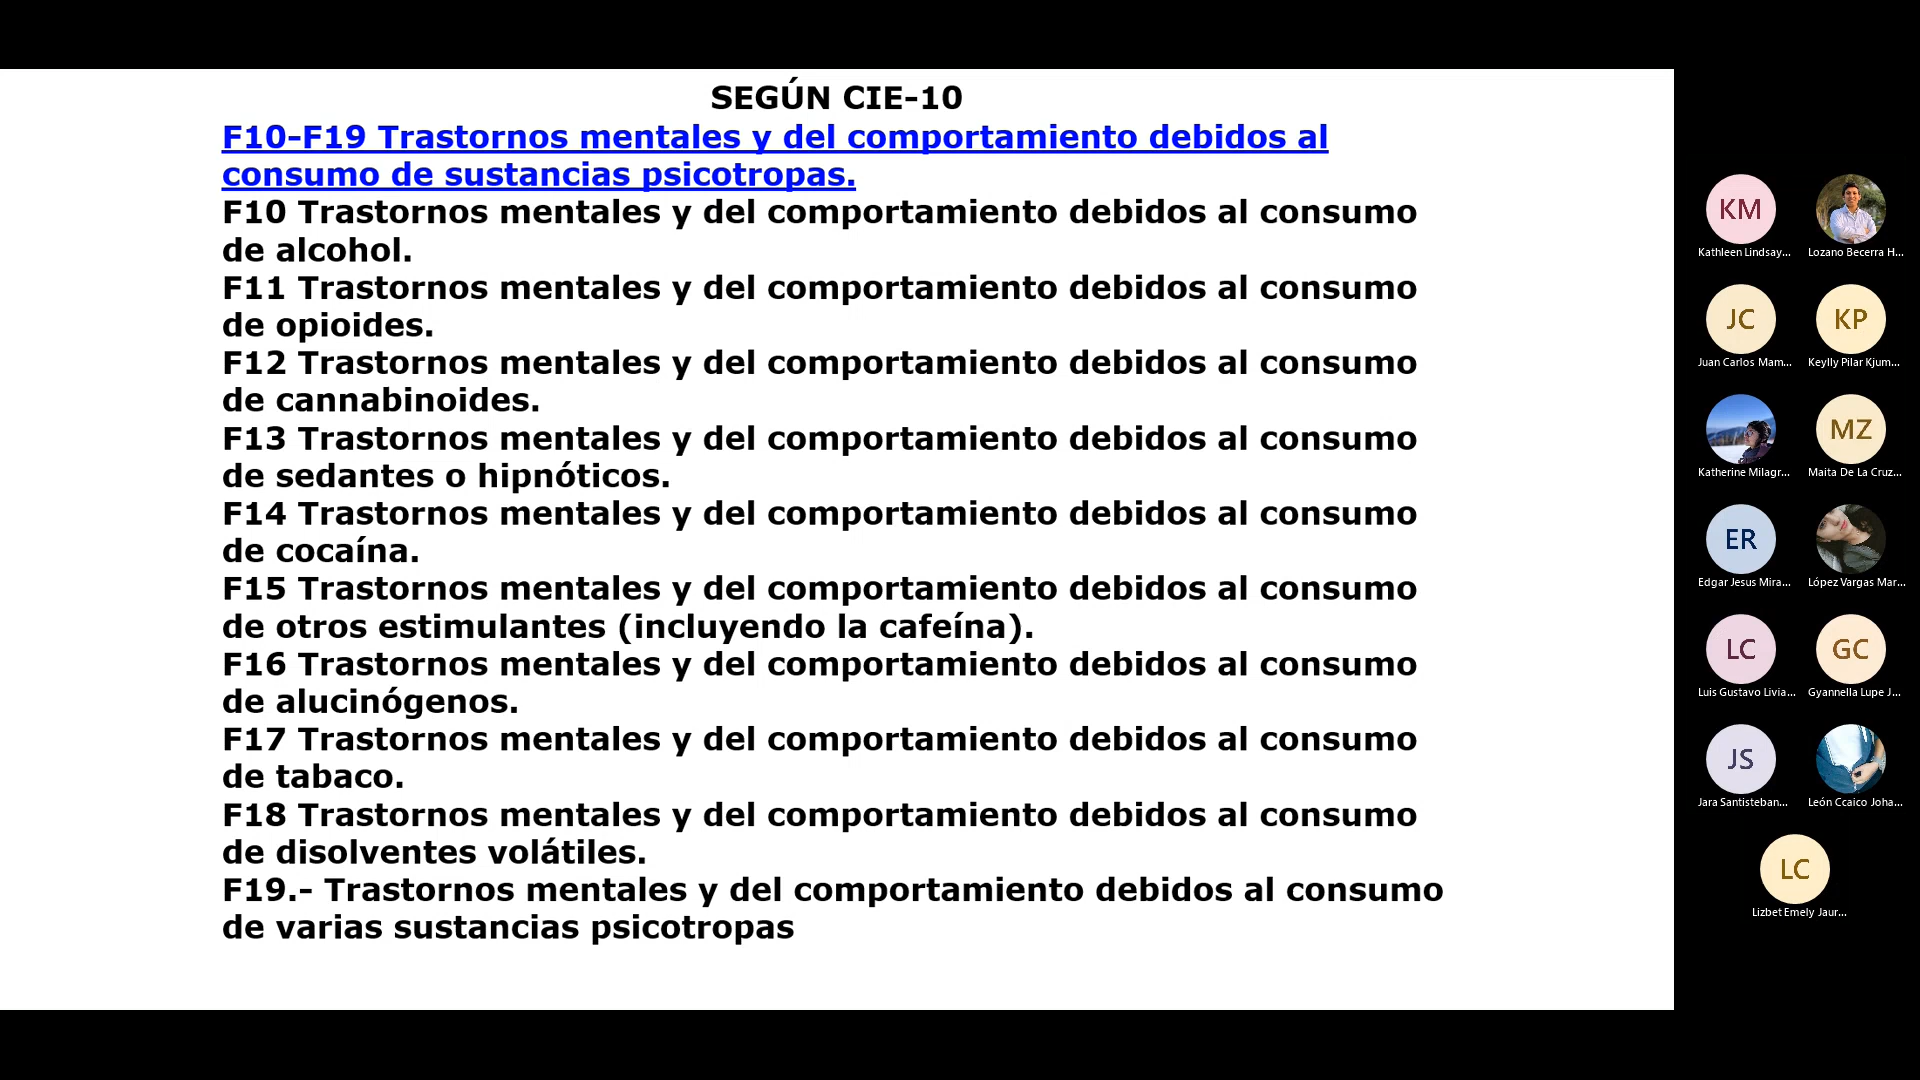 SEGÚN CIE-10
F10-F19 Trastornos mentales y del comportamiento debidos al
consumo de sustancias psicotropas.
F10 Trastornos mentales y del comportamiento debidos al consumo
de alcohol.
F11 Trastornos mentales y del comportamiento debidos al consumo
de opioides.
F12 Trastornos mentales y del comportamiento debidos al consumo
de cannabinoides.
F13 Trastornos mentales y del comportamiento debidos al consumo
de sedantes o hipnóticos.
F14 Trastornos mentales y del comportamiento debidos al consumo
de cocaína.
F15 Trastornos mentales y del comportamiento debidos al consumo
de otros estimulantes (incluyendo la cafeína).
F16 Trastornos mentales y del comportamiento debidos al consumo
de alucinógenos.
F17 Trastornos mentales y del comportamiento debidos al consumo
de tabaco.
F18 Trastornos mentales y del comportamiento debidos al consumo
de disolventes volátiles.
F19.- Trastornos mentales y del comportamiento debidos al consumo
de varias sustancias psicotropas
KM
Kathleen Lindsay...
Lozano Becerra H...
JC
Juan Carlos Mam...
KP
Keylly Pilar Kjum...
Katherine Milagr...
MZ
Maita De La Cruz...
ER
Edgar Jesus Mira...
López Vargas Mar...
LC
Luis Gustavo Livia...
GC
Gyannella Lupe J...
JS
Jara Santisteban...
León Ccaico Joha...
LC
Lizbet Emely Jaur...